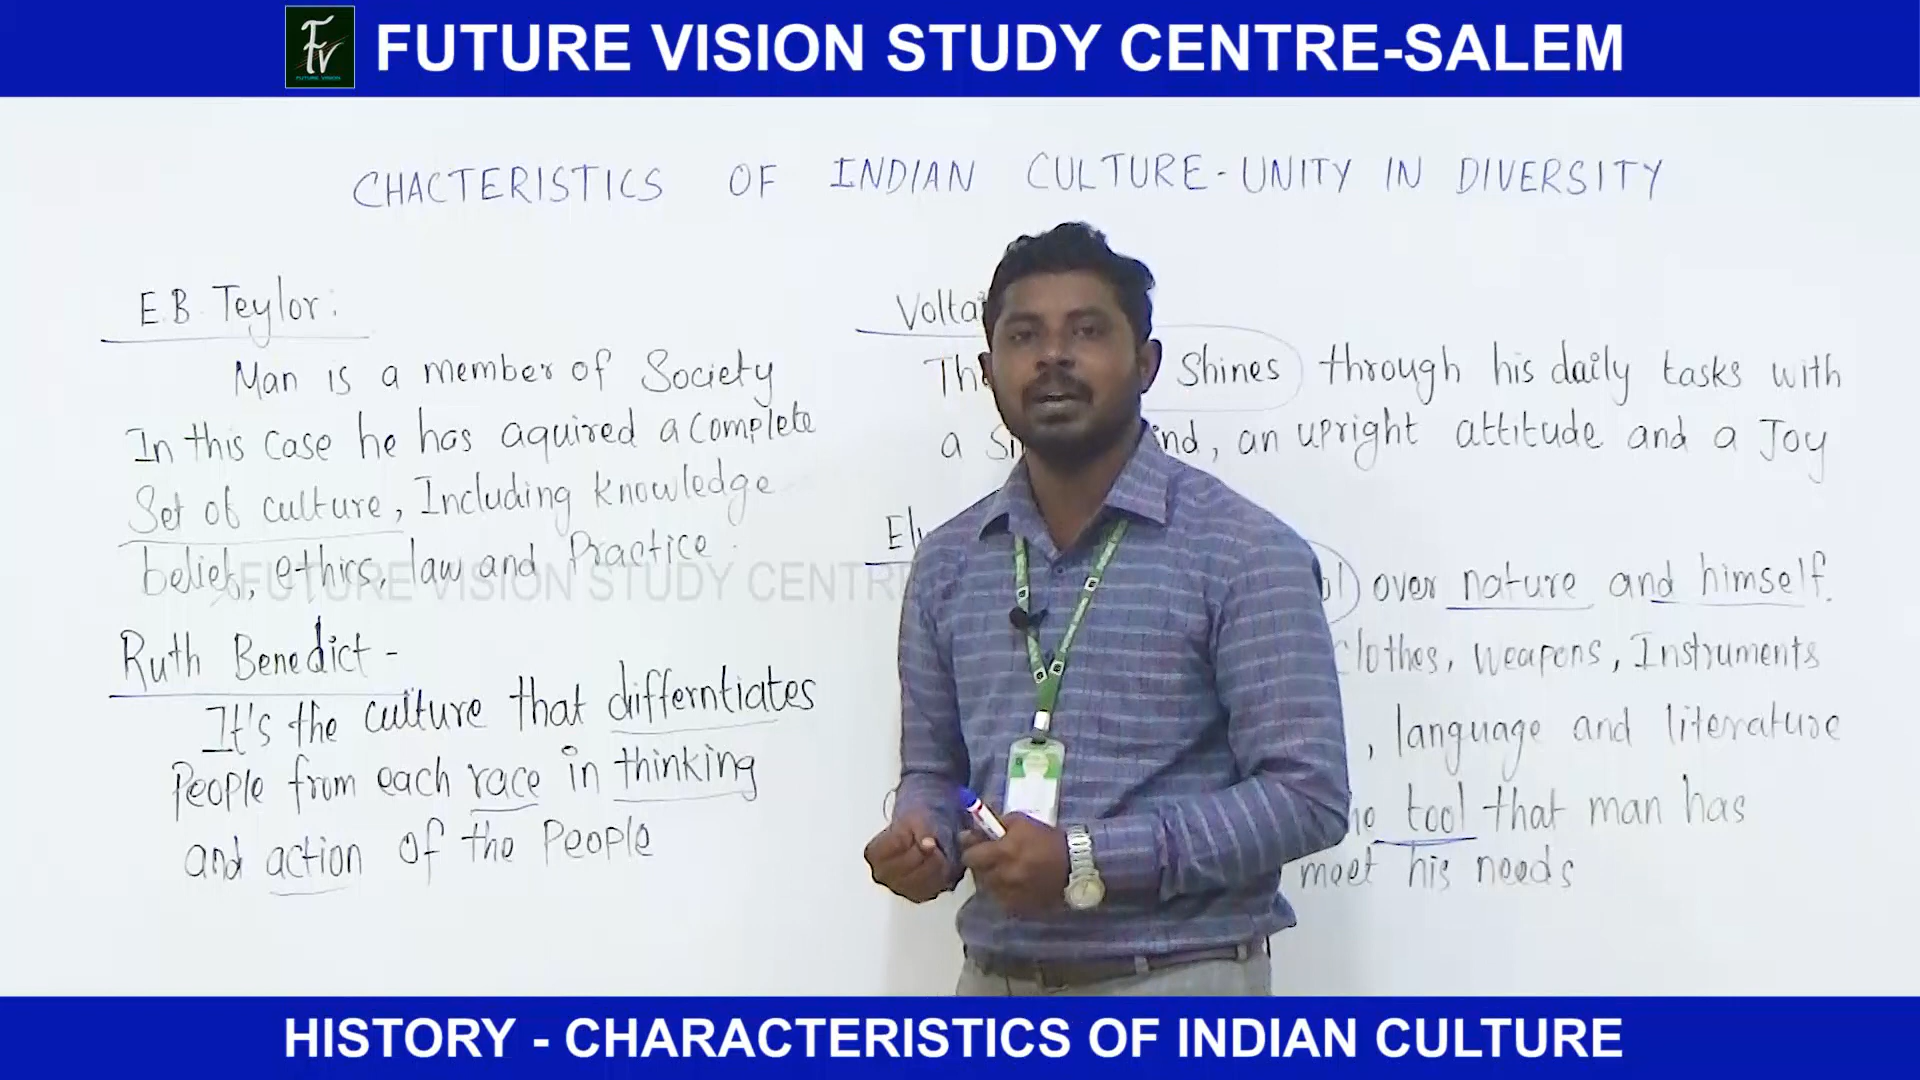 FV
FUTURE VISION
FUTURE VISION STUDY CENTRE-SALEM
CHACTERISTICS OF INDIAN CULTURE-UNITY IN DIVERSITY
E.B. Teylor:
Man is a member of Society
In this case he has aquired a complete
Set of culture, Including knowledge
belief, ethics, law and Practice.
FUTURE VISION STUDY CENTRE
Ruth Benedict -
It's the culture that differntiates
People from each race in thinking
and action of the People
Shines through his daily tasks with
a an upright attitude and a Joy
over nature and himself.
clothes, weapons, Instruments
, language and literature
tool that man has
meet his needs
HISTORY - CHARACTERISTICS OF INDIAN CULTURE